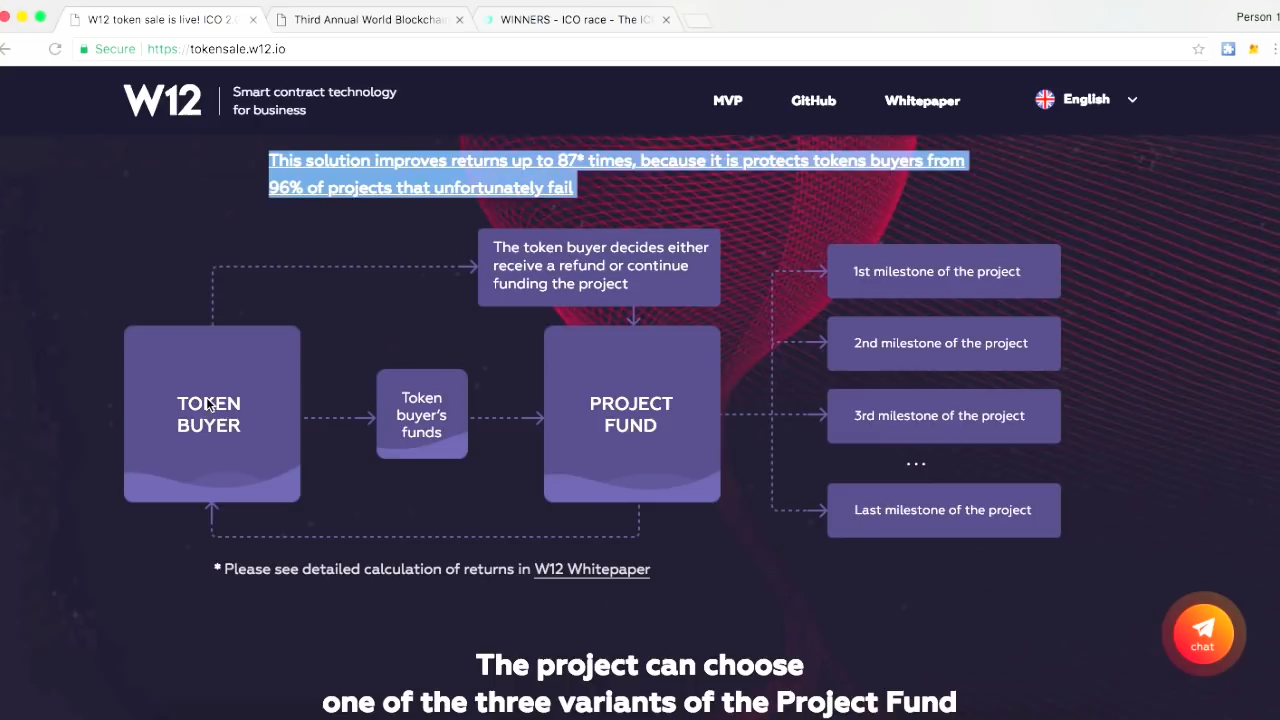 W12 token sale is live! ICO 2.
Third Annual World Blockchain
WINNERS - ICO race - The IC
Person 1
Secure
https://tokensale.w12.io
W12
Smart contract technology
for business
MVP
GitHub
Whitepaper
English
This solution improves returns up to 87* times, because it is protects tokens buyers from
96% of projects that unfortunately fail
The token buyer decides either
receive a refund or continue
funding the project
1st milestone of the project
2nd milestone of the project
TOKEN
BUYER
Token
buyer's
funds
PROJECT
FUND
3rd milestone of the project
...
Last milestone of the project
* Please see detailed calculation of returns in W12 Whitepaper
chat
The project can choose
one of the three variants of the Project Fund